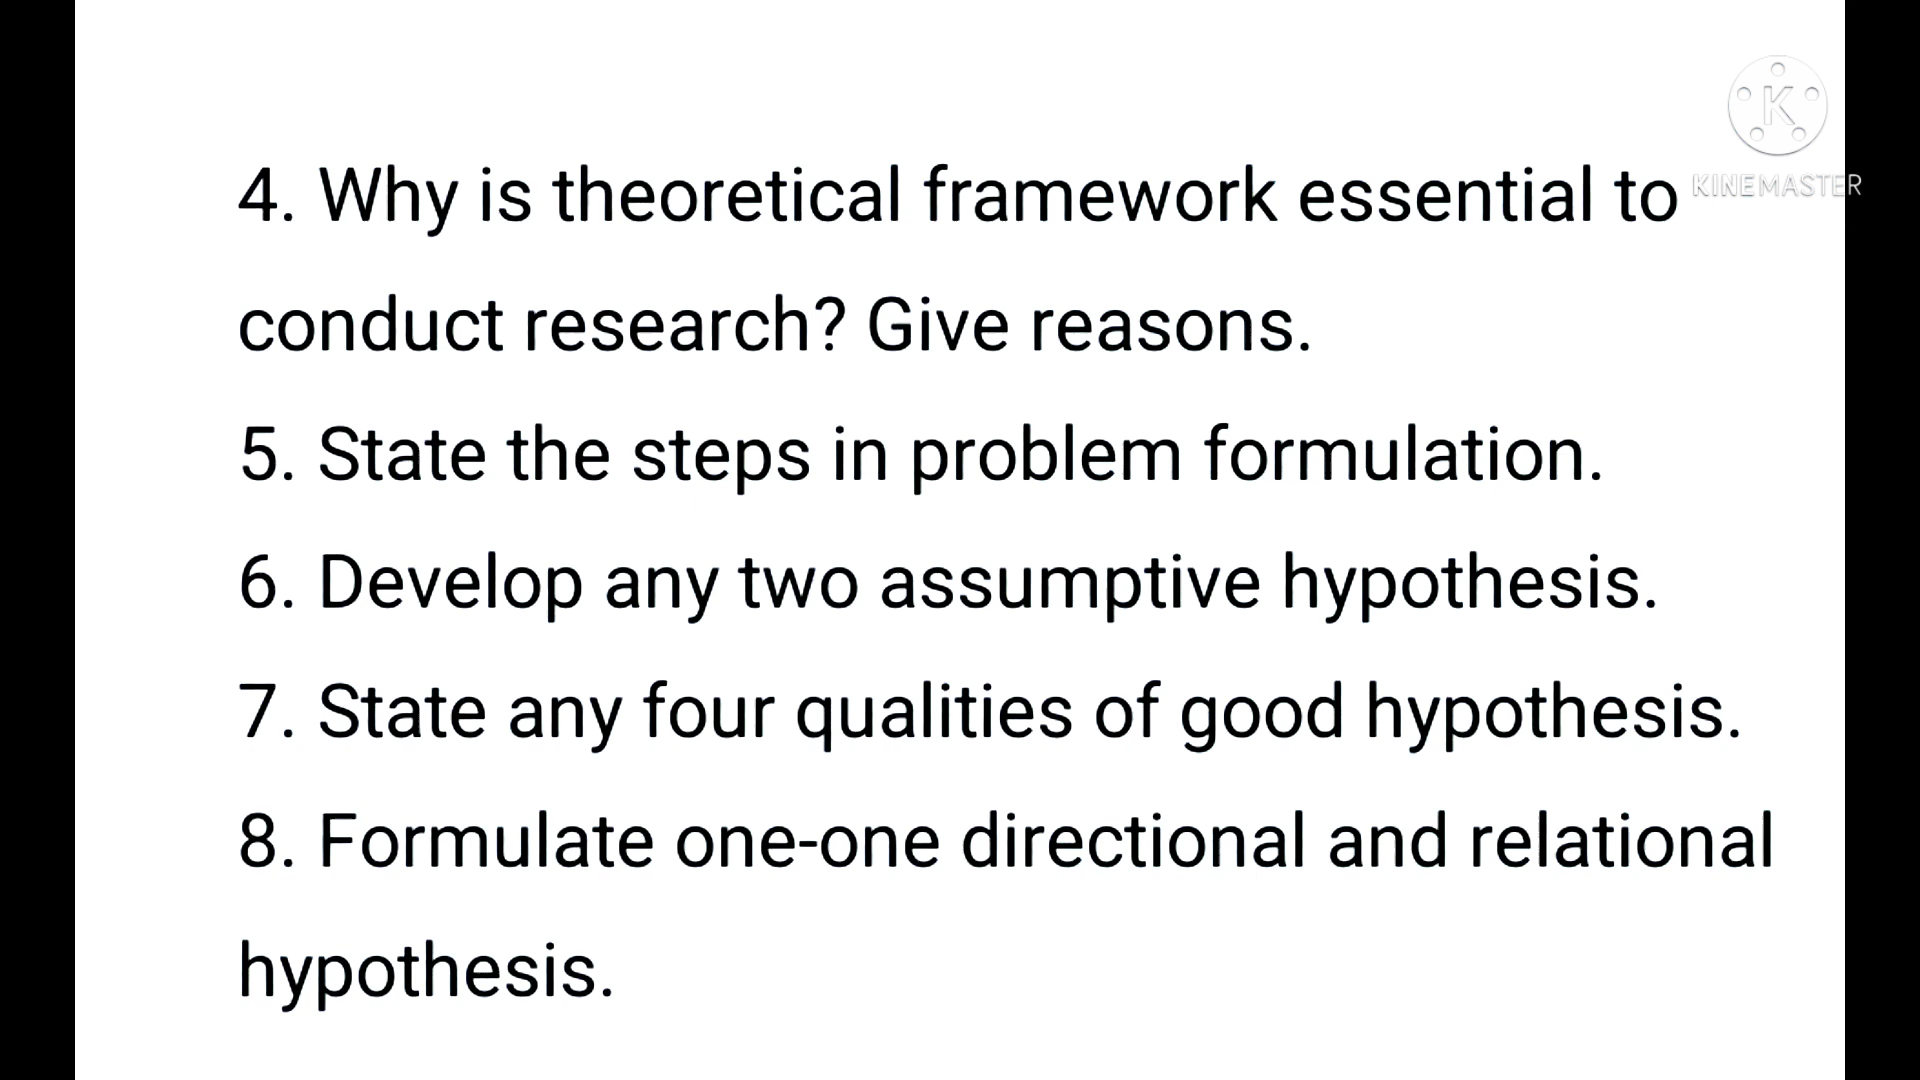 4. Why is theoretical framework essential to
conduct research? Give reasons.
5. State the steps in problem formulation.
6. Develop any two assumptive hypothesis.
7. State any four qualities of good hypothesis.
8. Formulate one-one directional and relational
hypothesis.
K
KINEMASTER